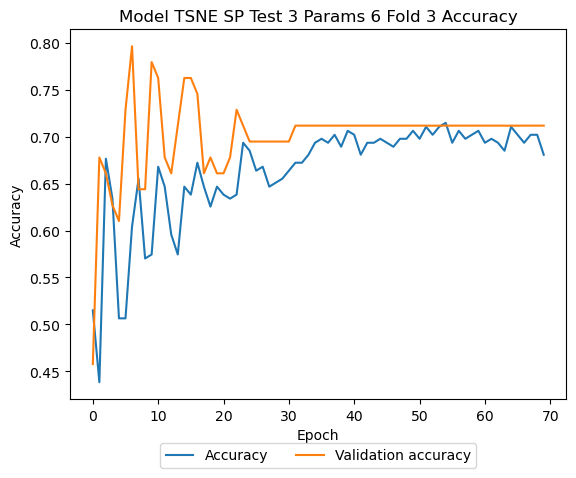 Model TSNE SP Test 3 Params 6 Fold 3 Accuracy
0.80
0.75
0.70
0.65
0.60
0.55
0.50
0.45
Accuracy
0 10 20 30 40 50 60 70
Epoch
Accuracy Validation accuracy